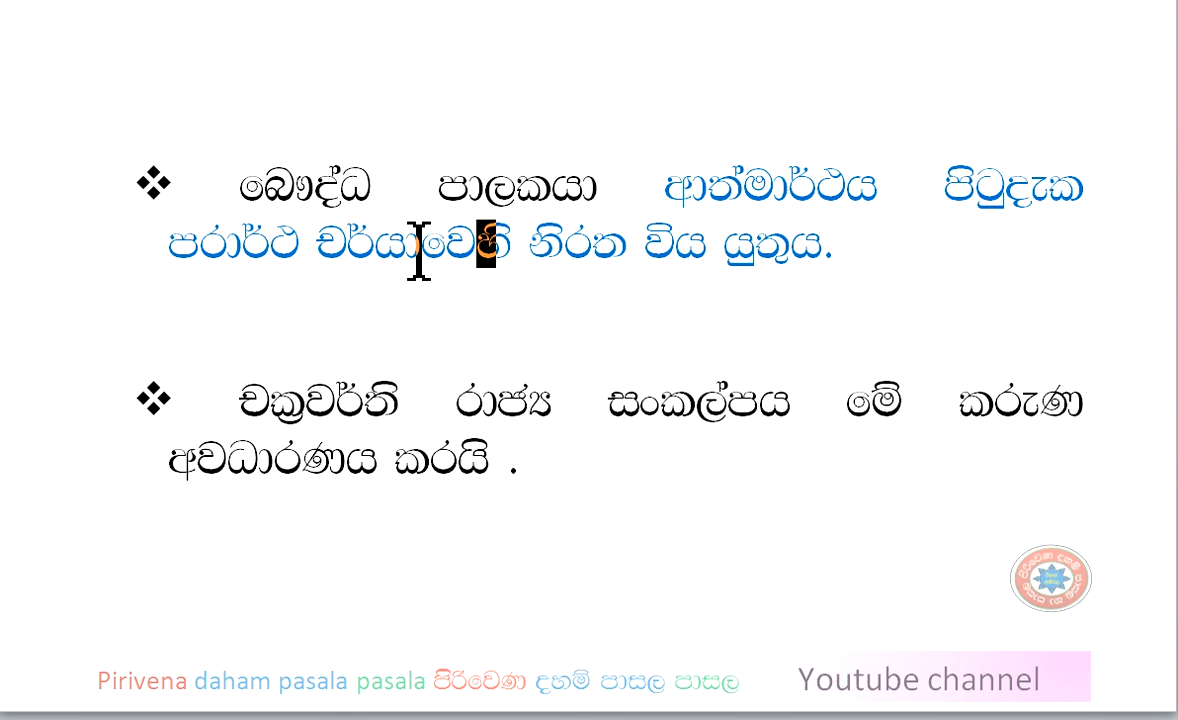 ❖ බෞද්ධ පාලකයා ආත්මාර්ථය පිටුදැක
පරාර්ථ චර්යාවෙහි නිරත විය යුතුය.
❖ චක්‍රවර්ති රාජ්‍ය සංකල්පය මේ කරුණ
අවධාරණය කරයි .
Pirivena daham pasala pasala පිරිවෙණ දහම් පාසල පාසල
Youtube channel